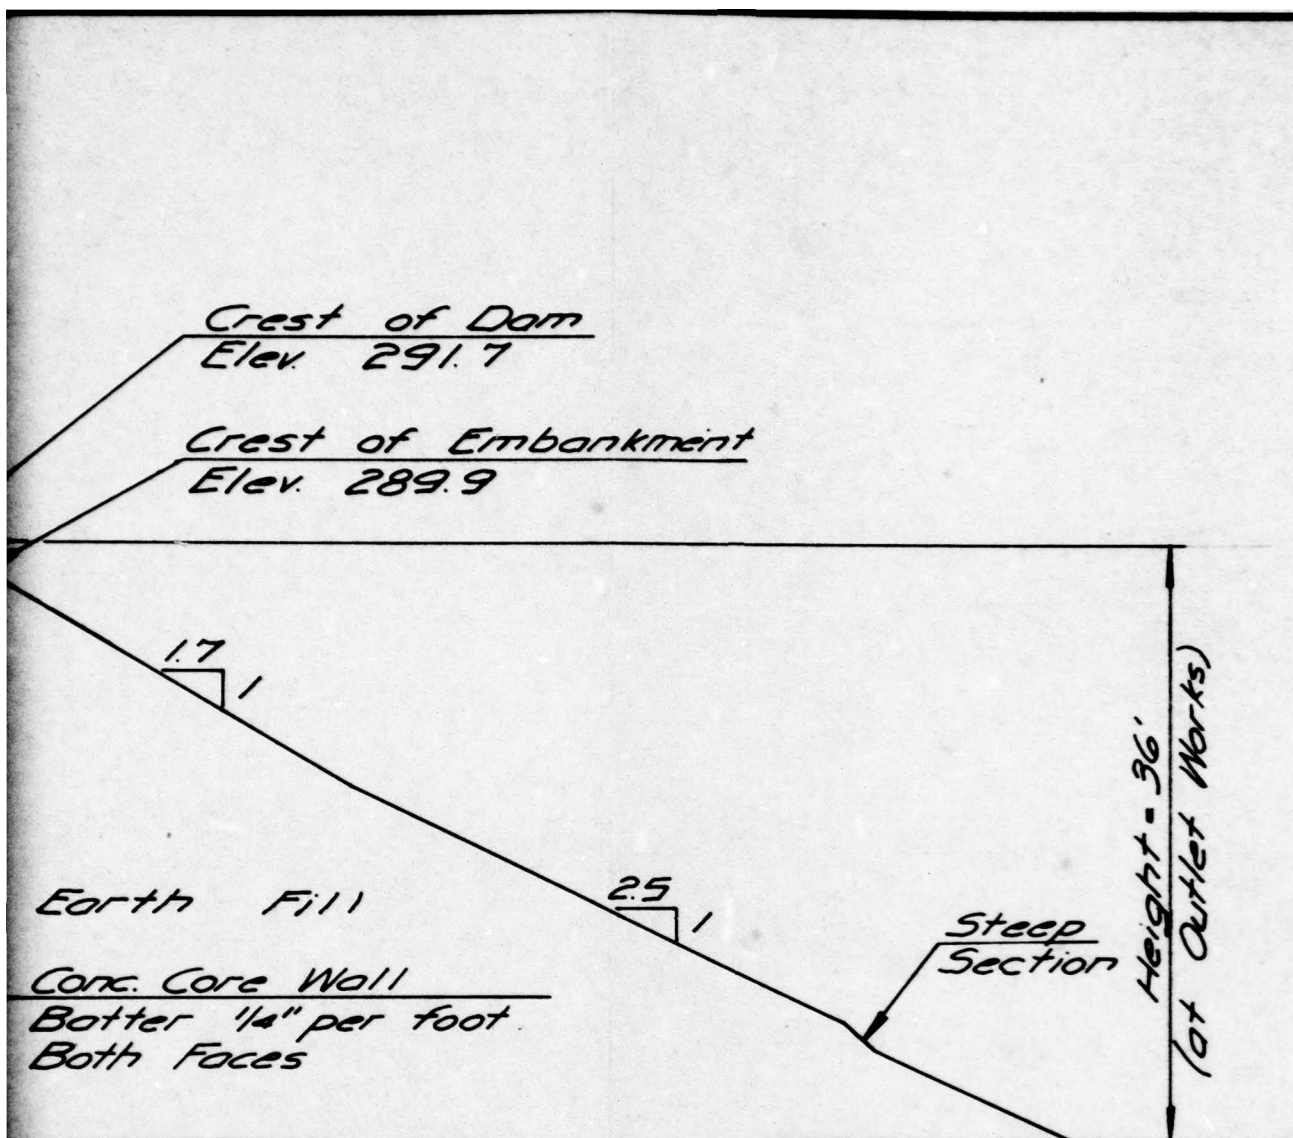 Crest of Dam
Elev. 291.7
Crest of Embankment
Elev. 289.9
1.7
1
2.5
1
Earth Fill
Steep
Section
Height = 36'
(at Outlet Works)
Conc. Core Wall
Batter 1/4" per foot
Both Faces